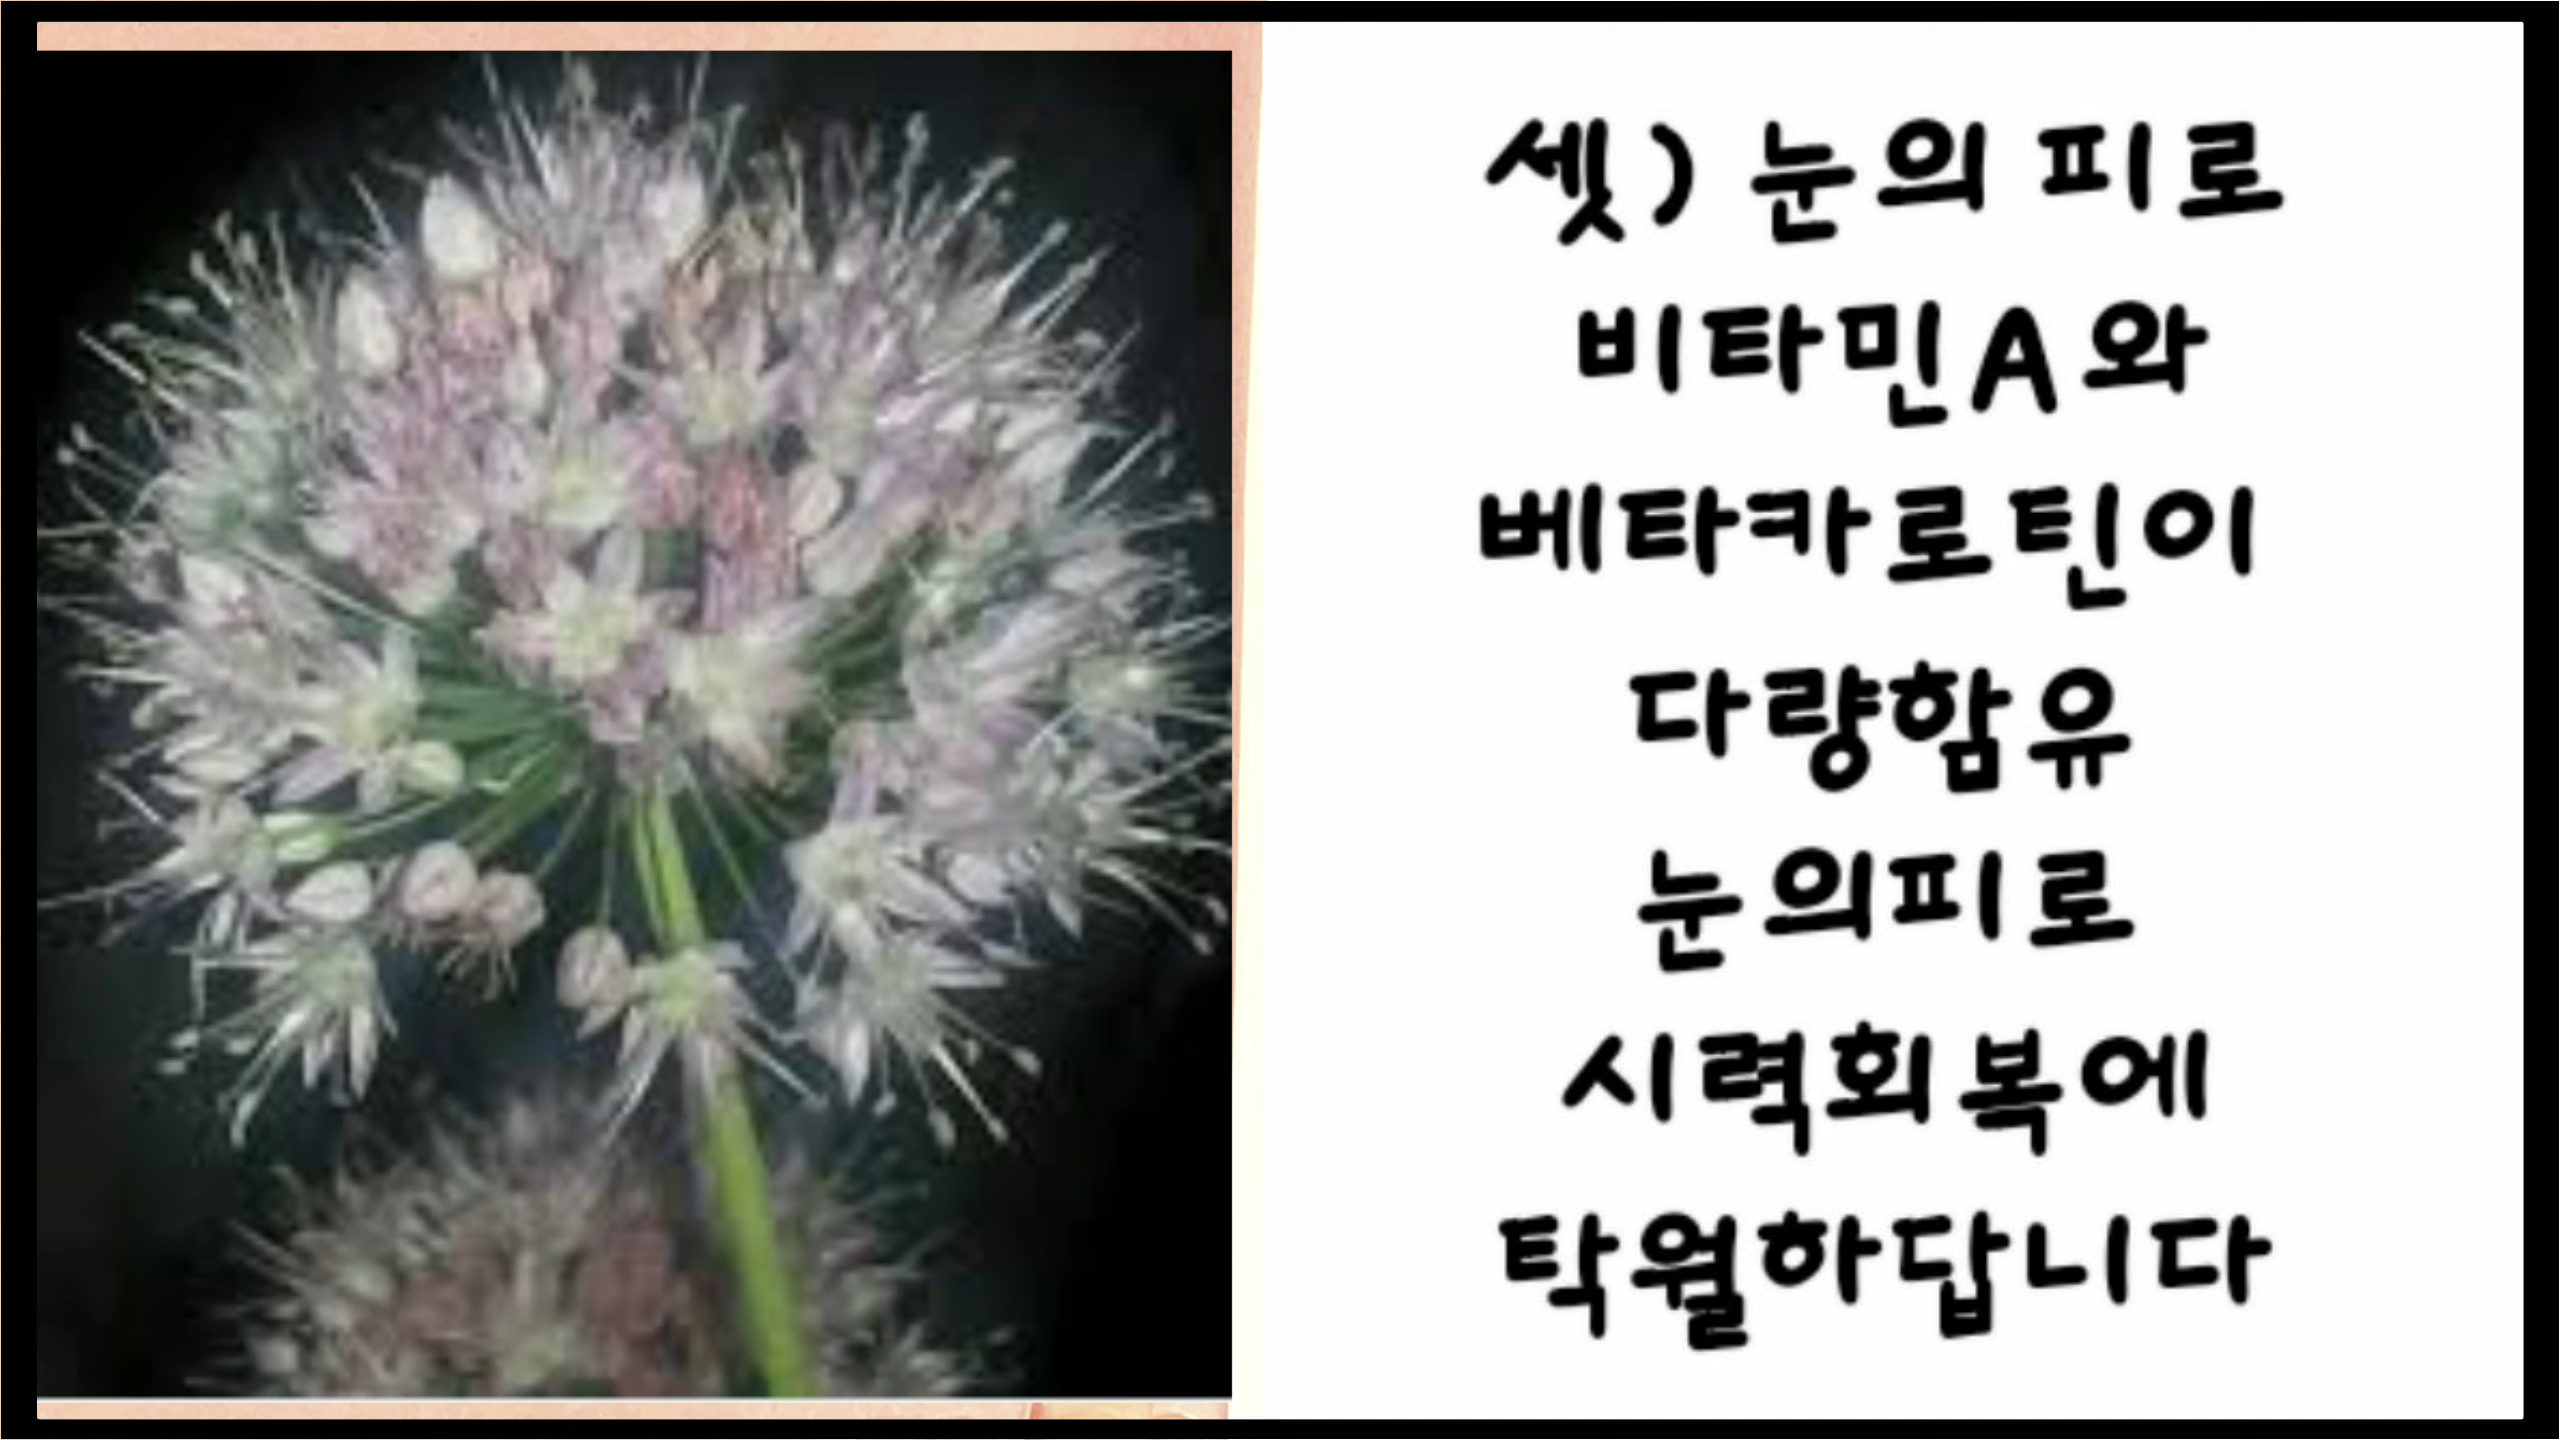 셋) 눈의 피로
비타민A와
베타카로틴이
다량함유
눈의피로
시력회복에
탁월하답니다